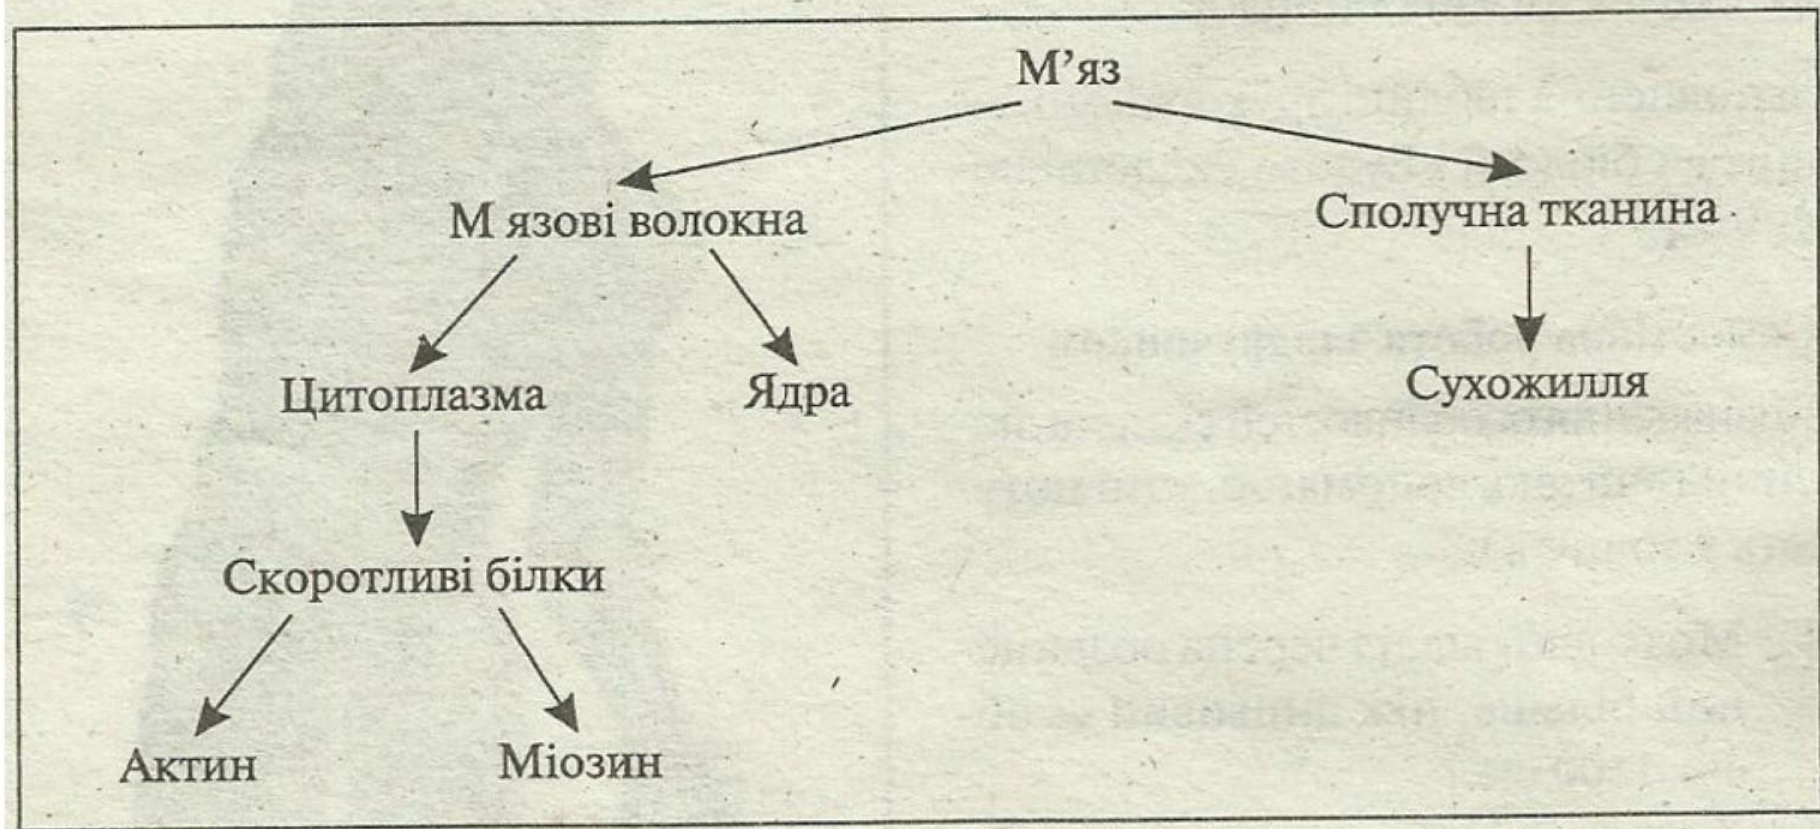 М’яз
М язові волокна
Сполучна тканина
Цитоплазма
Ядра
Сухожилля
Скоротливі білки
Актин
Міозин